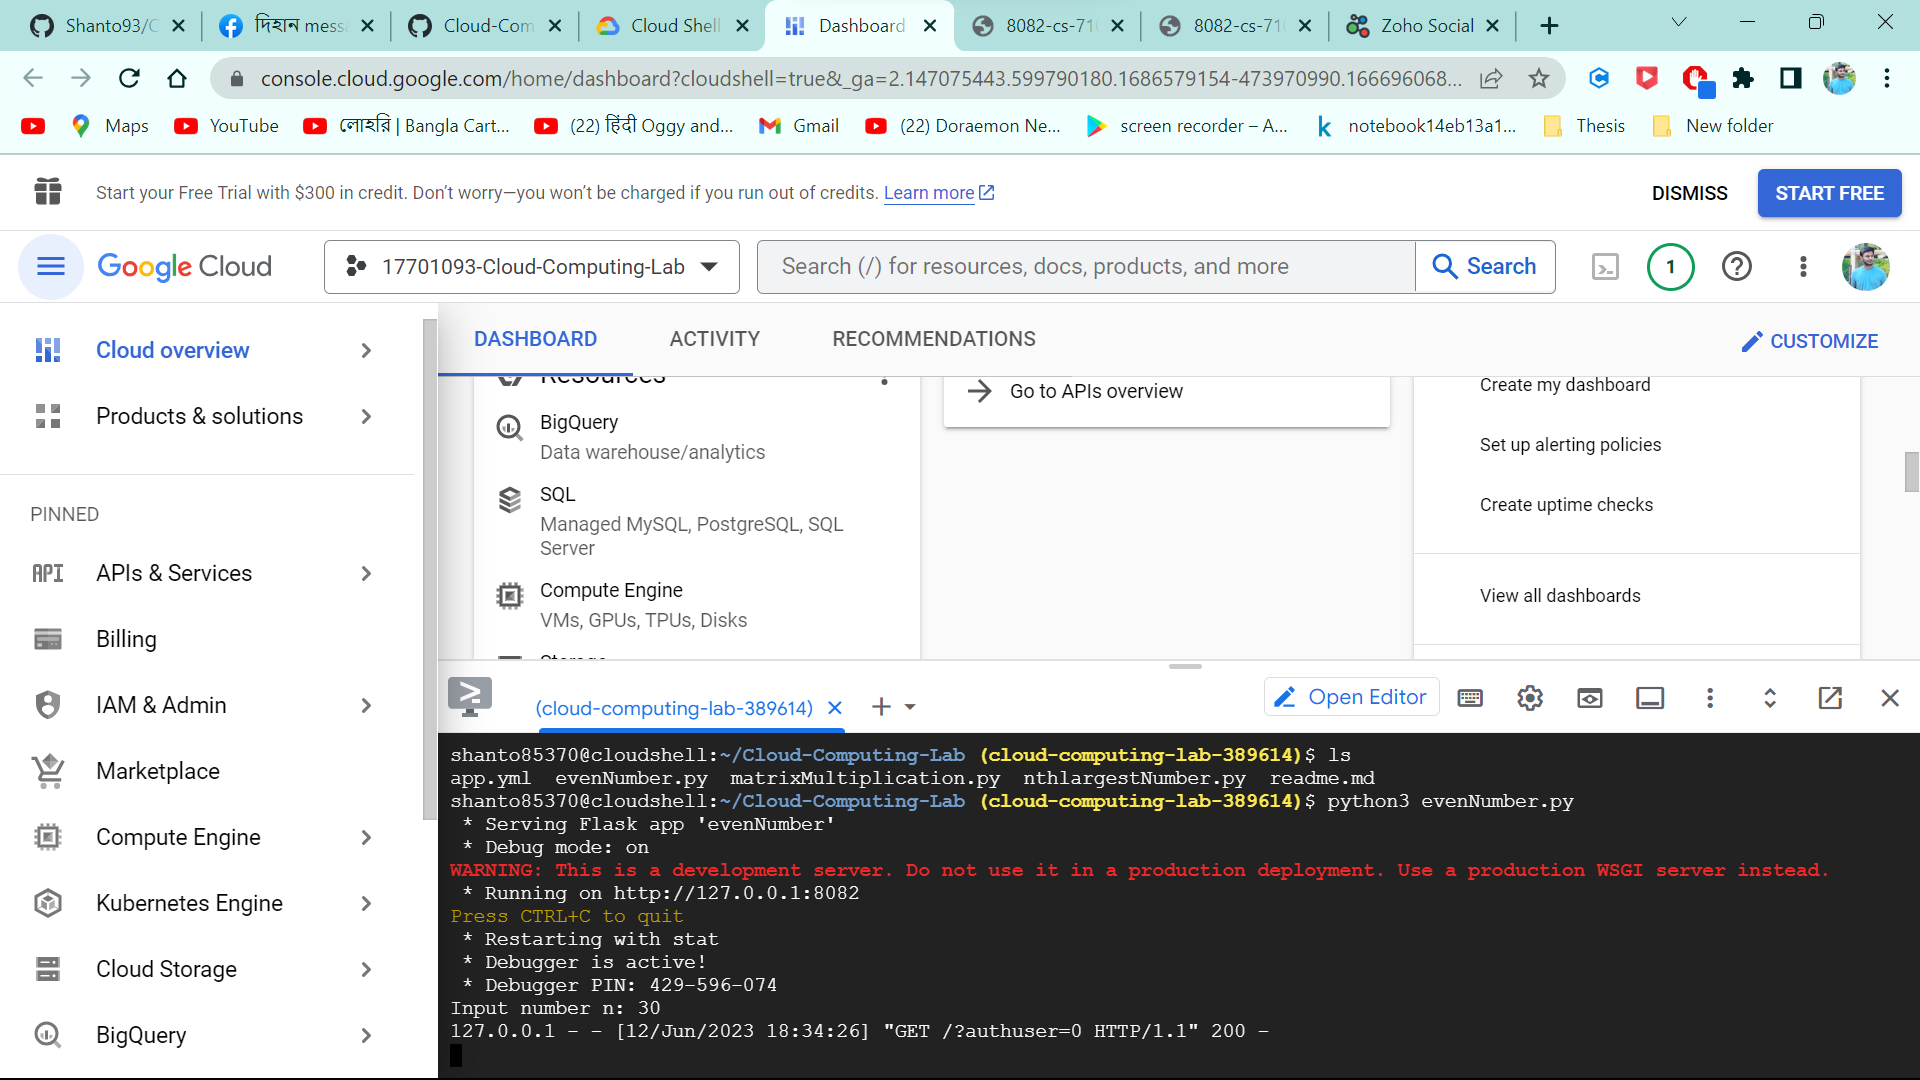 Shanto93/C
দিহান messa
Cloud-Com
Cloud Shell
Dashboard
8082-cs-710
8082-cs-710
Zoho Social
console.cloud.google.com/home/dashboard?cloudshell=true&_ga=2.147075443.599790180.1686579154-473970990.166696068...
Maps
YouTube
লোহরি | Bangla Cart...
(22) हिंदी Oggy and...
Gmail
(22) Doraemon Ne...
screen recorder – A...
notebook14eb13a1...
Thesis
New folder
Start your Free Trial with $300 in credit. Don't worry—you won't be charged if you run out of credits. Learn more
DISMISS
START FREE
Google Cloud
17701093-Cloud-Computing-Lab
Search (/) for resources, docs, products, and more
Search
1
Cloud overview
Products & solutions
PINNED
API APIs & Services
Billing
IAM & Admin
Marketplace
Compute Engine
Kubernetes Engine
Cloud Storage
BigQuery
DASHBOARD
ACTIVITY
RECOMMENDATIONS
CUSTOMIZE
Resources
BigQuery
Data warehouse/analytics
SQL
Managed MySQL, PostgreSQL, SQL
Server
Compute Engine
VMs, GPUs, TPUs, Disks
Storage
Go to APIs overview
Create my dashboard
Set up alerting policies
Create uptime checks
View all dashboards
(cloud-computing-lab-389614)
Open Editor
shanto85370@cloudshell:~/Cloud-Computing-Lab (cloud-computing-lab-389614)$ ls
app.yml evenNumber.py matrixMultiplication.py nthlargestNumber.py readme.md
shanto85370@cloudshell:~/Cloud-Computing-Lab (cloud-computing-lab-389614)$ python3 evenNumber.py
* Serving Flask app 'evenNumber'
* Debug mode: on
WARNING: This is a development server. Do not use it in a production deployment. Use a production WSGI server instead.
* Running on http://127.0.0.1:8082
Press CTRL+C to quit
* Restarting with stat
* Debugger is active!
* Debugger PIN: 429-596-074
Input number n: 30
127.0.0.1 - - [12/Jun/2023 18:34:26] "GET /?authuser=0 HTTP/1.1" 200 -